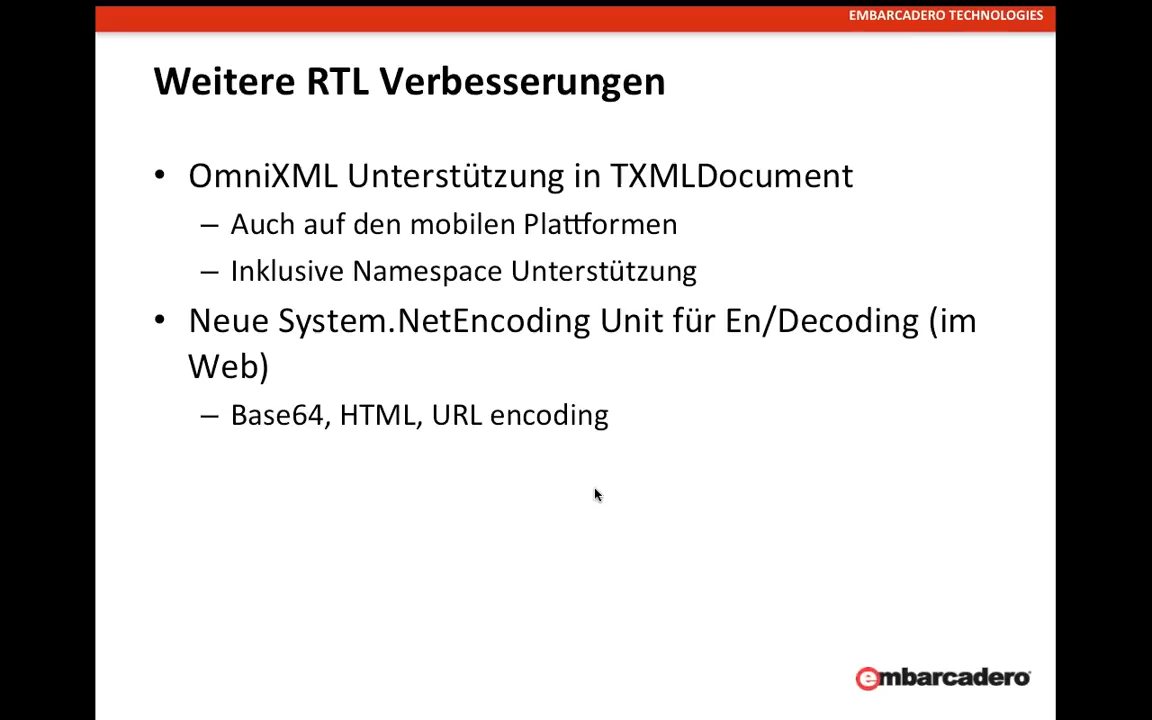 EMBARCADERO TECHNOLOGIES
Weitere RTL Verbesserungen
• OmniXML Unterstützung in TXMLDocument
– Auch auf den mobilen Plattformen
– Inklusive Namespace Unterstützung
• Neue System.NetEncoding Unit für En/Decoding (im
Web)
– Base64, HTML, URL encoding
embarcadero